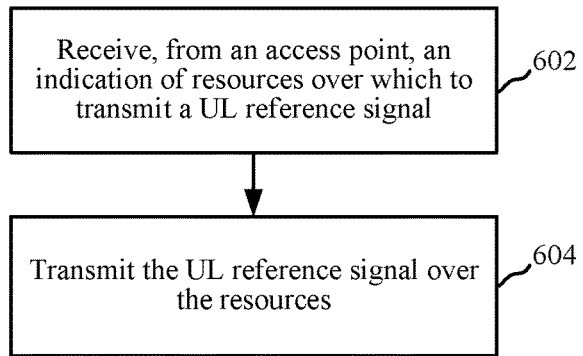 Receive, from an access point, an
indication of resources over which to
transmit a UL reference signal
602
Transmit the UL reference signal over
the resources
604